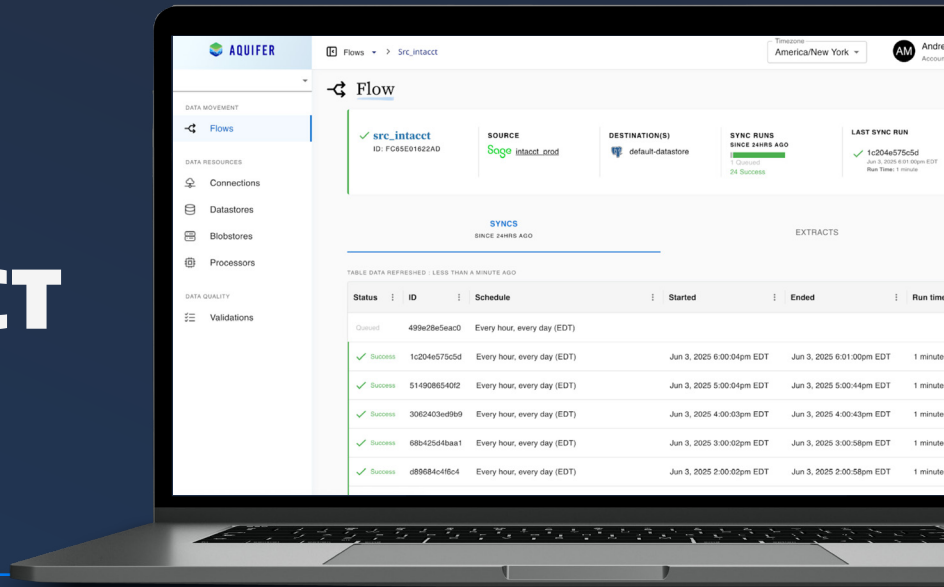 CT
AQUIFER
Flows > Src_intacct
Timezone
America/New York
AM
Andre
Accoun
DATA MOVEMENT
Flows
DATA RESOURCES
Connections
Datastores
Blobstores
Processors
DATA QUALITY
Validations
Flow
src_intacct
ID: FC65E01622AD
SOURCE
Sage intacct_prod
DESTINATION(S)
default-datastore
SYNC RUNS
SINCE 24HRS AGO
1 Queued
24 Success
LAST SYNC RUN
1c204e575c5d
Jun 3, 2025 6:01:00pm EDT
Run Time: 1 minute
SYNCS
SINCE 24HRS AGO
EXTRACTS
TABLE DATA REFRESHED : LESS THAN A MINUTE AGO
Status ID Schedule Started Ended Run time
Queued 499e28e5eac0 Every hour, every day (EDT)
Success 1c204e575c5d Every hour, every day (EDT) Jun 3, 2025 6:00:04pm EDT Jun 3, 2025 6:01:00pm EDT 1 minute
Success 5149086540f2 Every hour, every day (EDT) Jun 3, 2025 5:00:04pm EDT Jun 3, 2025 5:00:44pm EDT 1 minute
Success 3062403ed9b9 Every hour, every day (EDT) Jun 3, 2025 4:00:03pm EDT Jun 3, 2025 4:00:43pm EDT 1 minute
Success 68b425d4baa1 Every hour, every day (EDT) Jun 3, 2025 3:00:02pm EDT Jun 3, 2025 3:00:58pm EDT 1 minute
Success d89684c4f6c4 Every hour, every day (EDT) Jun 3, 2025 2:00:02pm EDT Jun 3, 2025 2:00:58pm EDT 1 minute